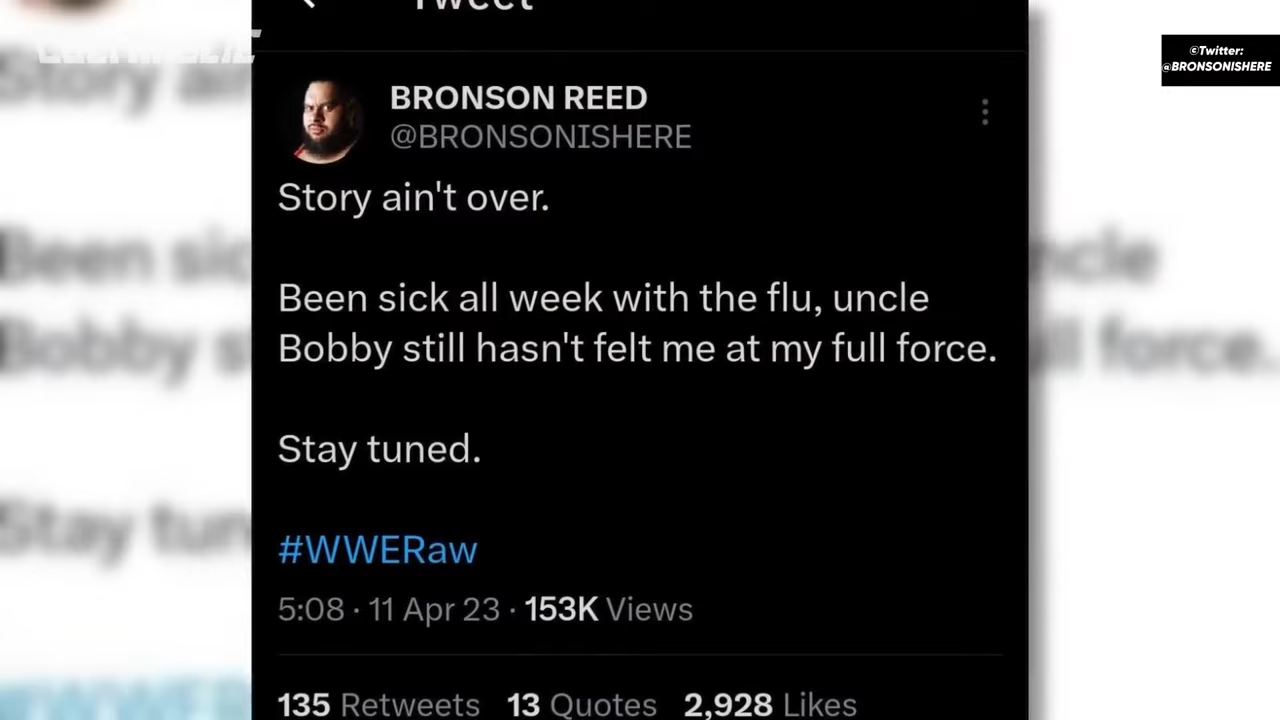 Tweet
©Twitter:
@BRONSONISHERE
BRONSON REED
@BRONSONISHERE
Story ain't over.
Been sick all week with the flu, uncle
Bobby still hasn't felt me at my full force.
Stay tuned.
#WWERaw
5:08 · 11 Apr 23 · 153K Views
135 Retweets 13 Quotes 2,928 Likes